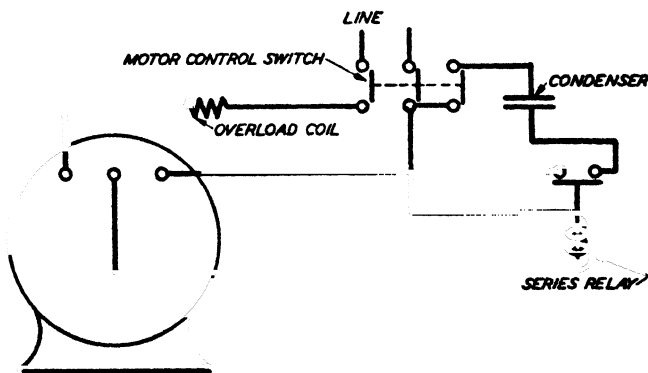 LINE
MOTOR CONTROL SWITCH
CONDENSER
OVERLOAD COIL
SERIES RELAY